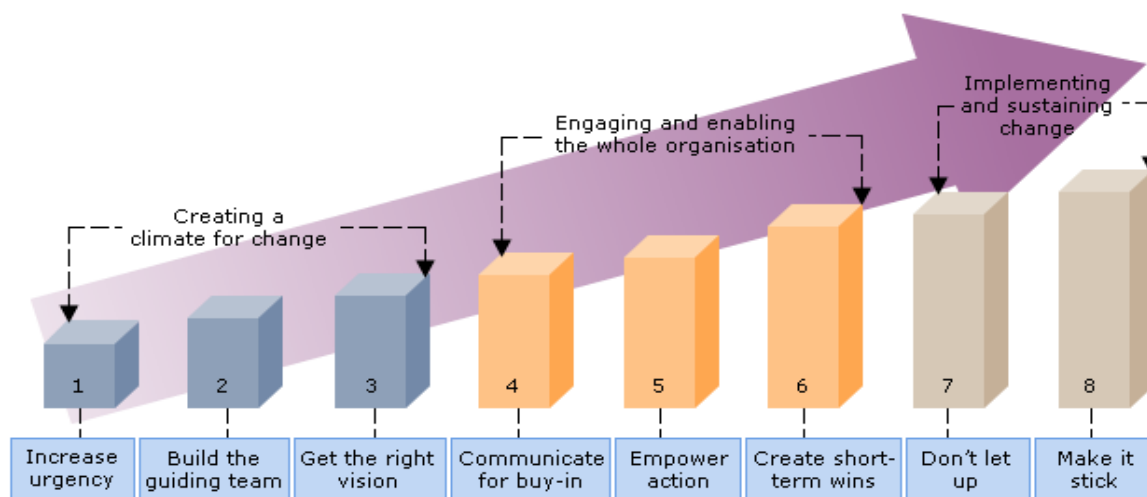 Implementing
and sustaining
change
Engaging and enabling
the whole organisation
Creating a
climate for change
1
2
3
4
5
6
7
8
Increase
urgency
Build the
guiding team
Get the right
vision
Communicate
for buy-in
Empower
action
Create short-
term wins
Don't let
up
Make it
stick